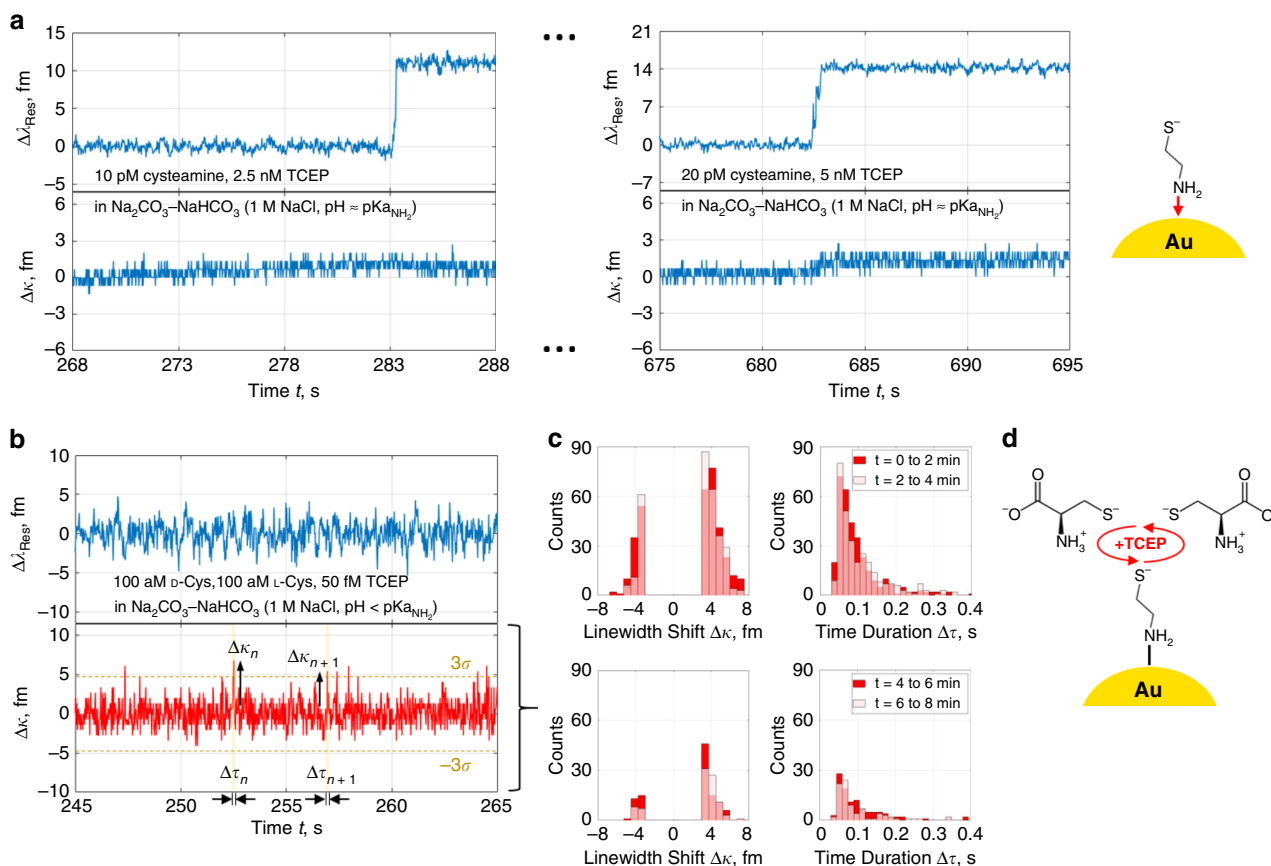 a
Δλ_Res, fm
15
10
5
0
−5
10 pM cysteamine, 2.5 nM TCEP
in Na₂CO₃–NaHCO₃ (1 M NaCl, pH ≈ pKa_NH₂)
Δκ, fm
6
3
0
−3
−6
268 273 278 283 288
Time t, s
...
...
Δλ_Res, fm
21
14
7
0
−7
20 pM cysteamine, 5 nM TCEP
in Na₂CO₃–NaHCO₃ (1 M NaCl, pH ≈ pKa_NH₂)
Δκ, fm
6
3
0
−3
−6
675 680 685 690 695
Time t, s
S⁻
NH₂
Au
b
Δλ_Res, fm
10
5
0
−5
−10
100 aM D-Cys,100 aM L-Cys, 50 fM TCEP
in Na₂CO₃–NaHCO₃ (1 M NaCl, pH < pKa_NH₂)
Δκ, fm
10
5
0
−5
−10
Δκₙ Δκₙ₊₁ 3σ
−3σ
Δτₙ Δτₙ₊₁
245 250 255 260 265
Time t, s
c
Counts
90
60
30
0
−8 −4 0 4 8
Linewidth Shift Δκ, fm
Counts
90
60
30
0
t = 0 to 2 min
t = 2 to 4 min
0 0.1 0.2 0.3 0.4
Time Duration Δτ, s
Counts
90
60
30
0
−8 −4 0 4 8
Linewidth Shift Δκ, fm
Counts
90
60
30
0
t = 4 to 6 min
t = 6 to 8 min
0 0.1 0.2 0.3 0.4
Time Duration Δτ, s
d
O
⁻O
S⁻
NH₃⁺
⁻S
O
O
NH₃⁺
+TCEP
S⁻
NH₂
Au